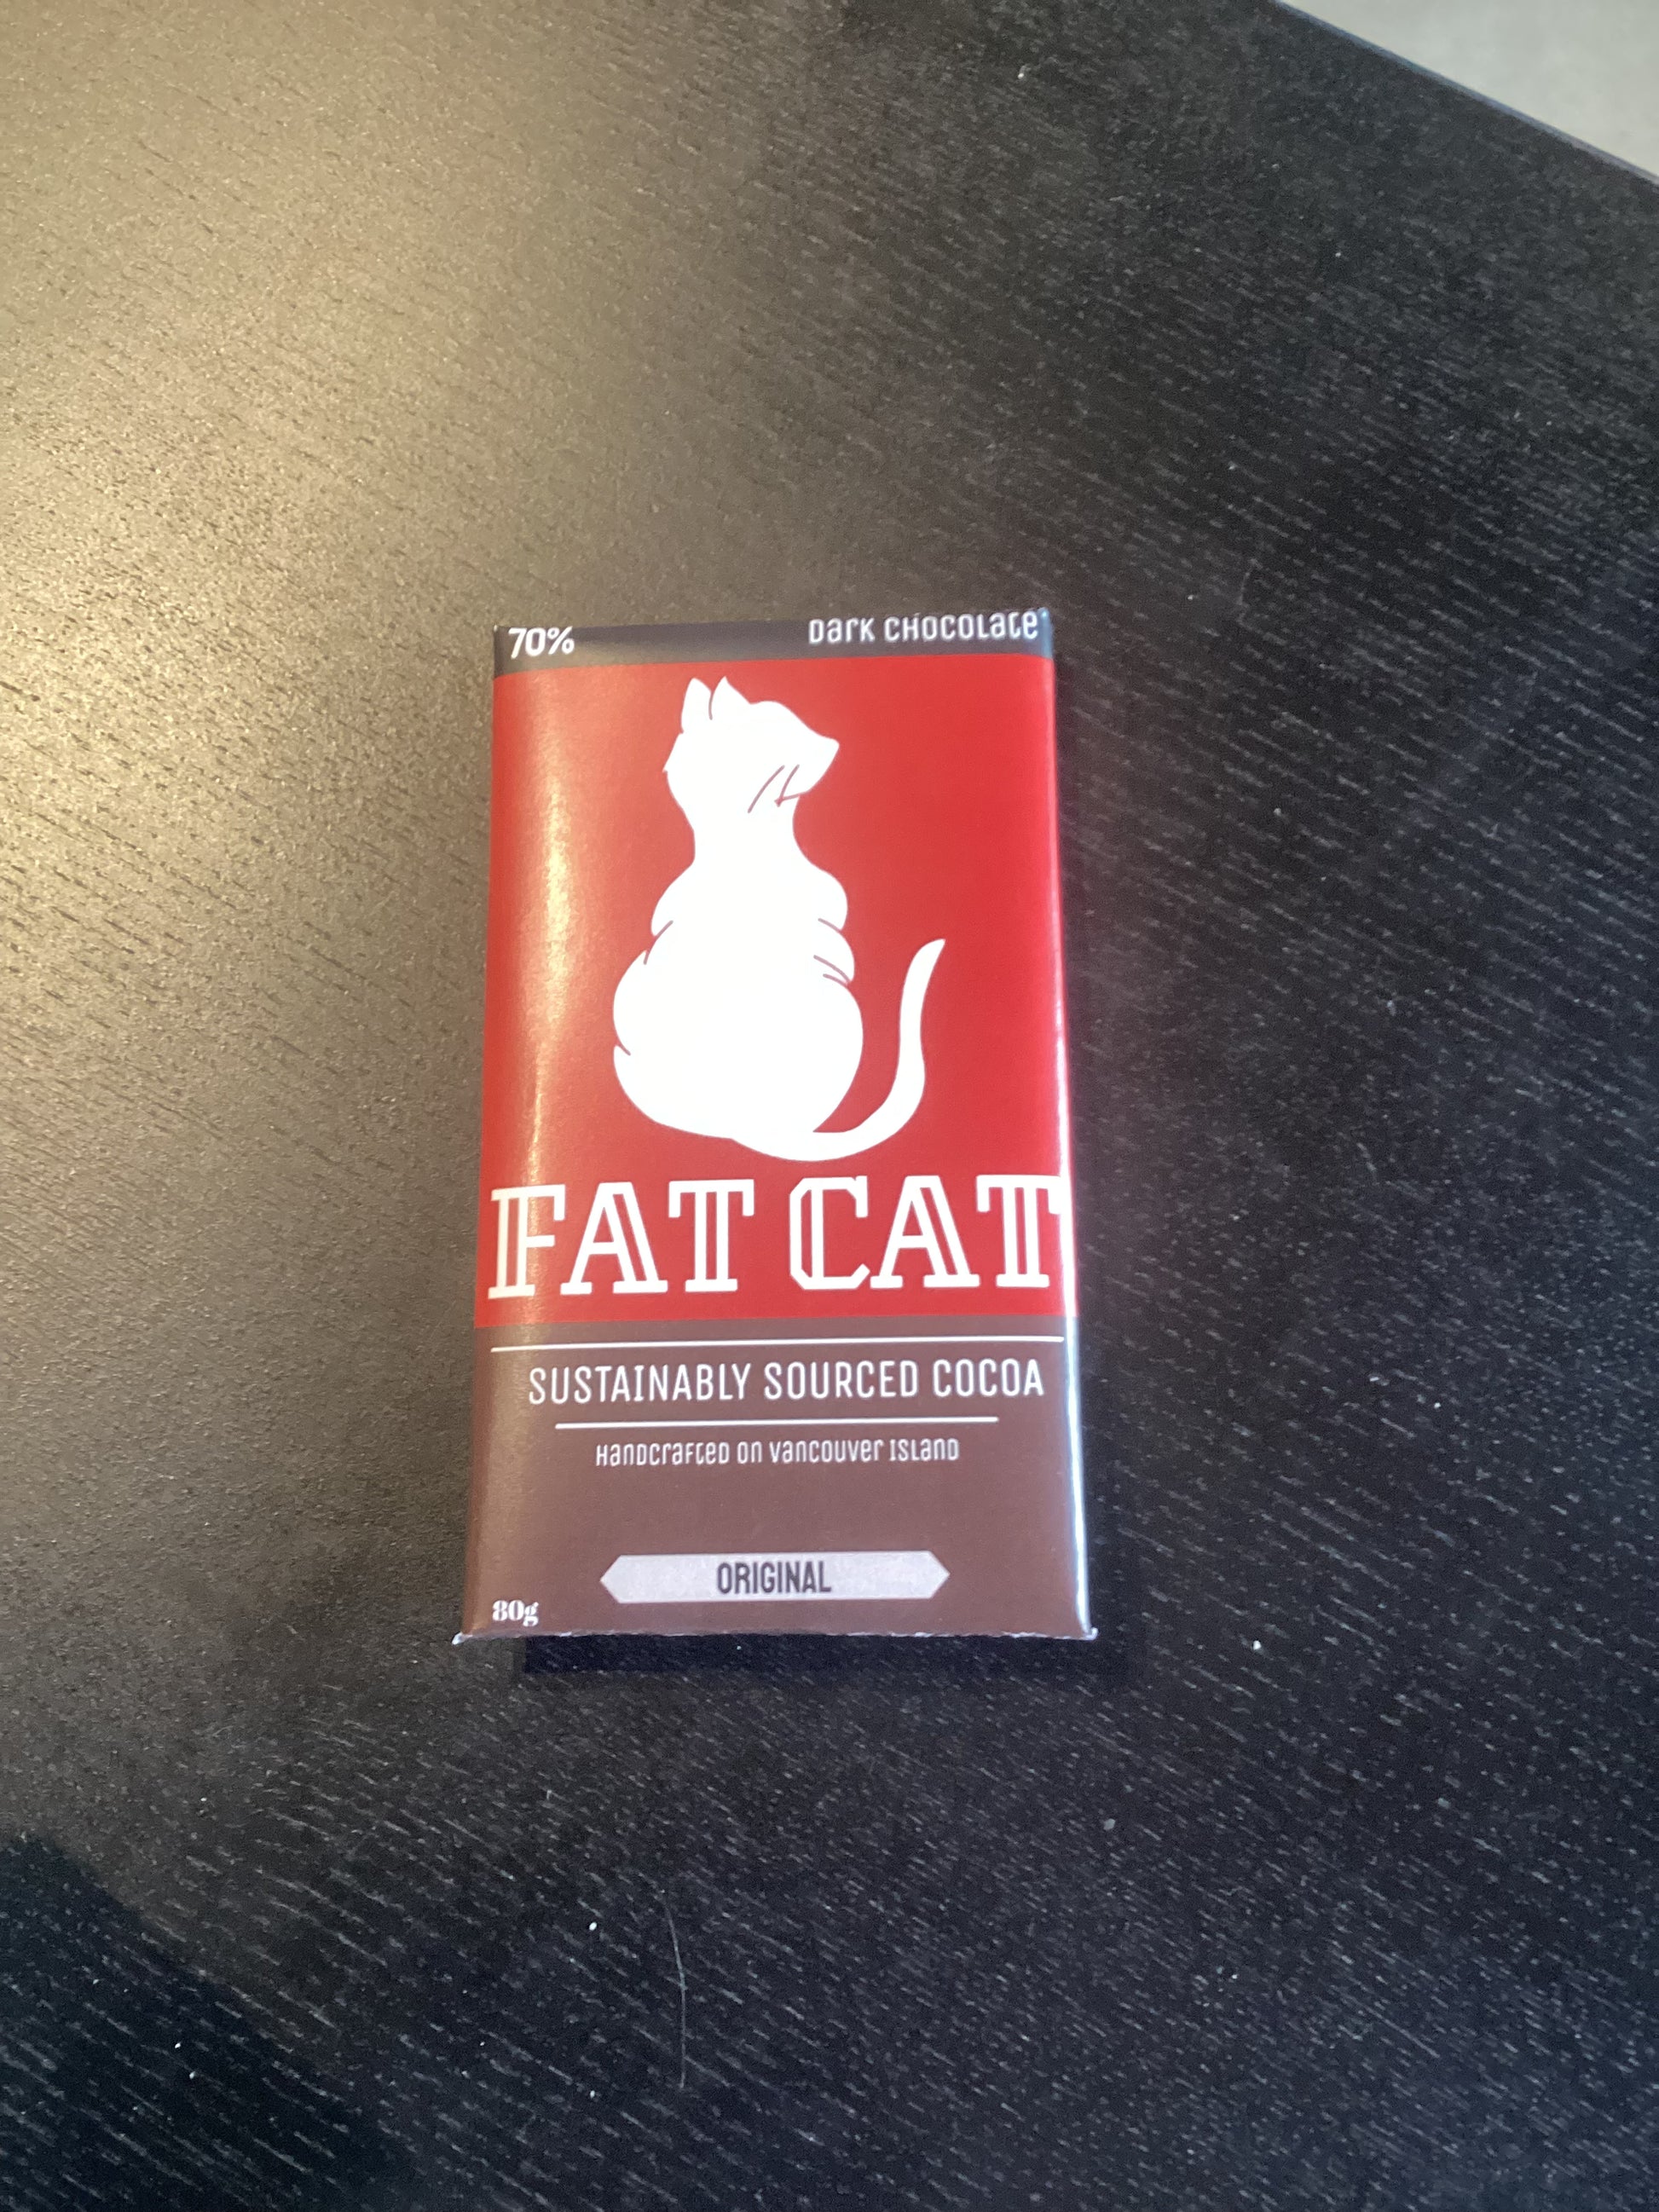 70% Dark Chocolate
FAT CAT
SUSTAINABLY SOURCED COCOA
Handcrafted on Vancouver Island
ORIGINAL
80g